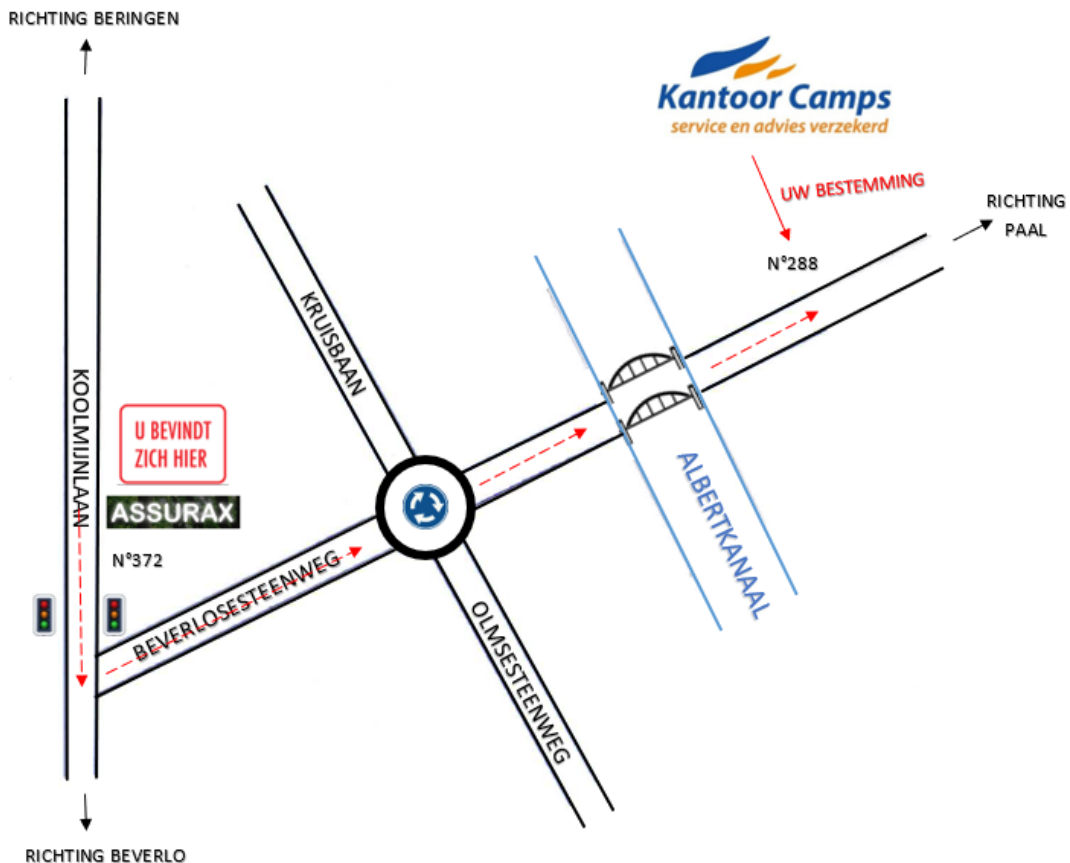 RICHTING BERINGEN
Kantoor Camps
service en advies verzekerd
UW BESTEMMING
RICHTING
PAAL
N°288
KRUISBAAN
KOOLMIJNLAAN
U BEVINDT
ZICH HIER
ASSURAX
N°372
BEVERLOSESTEENWEG
ALBERTKANAAL
OLMSESTEENWEG
RICHTING BEVERLO